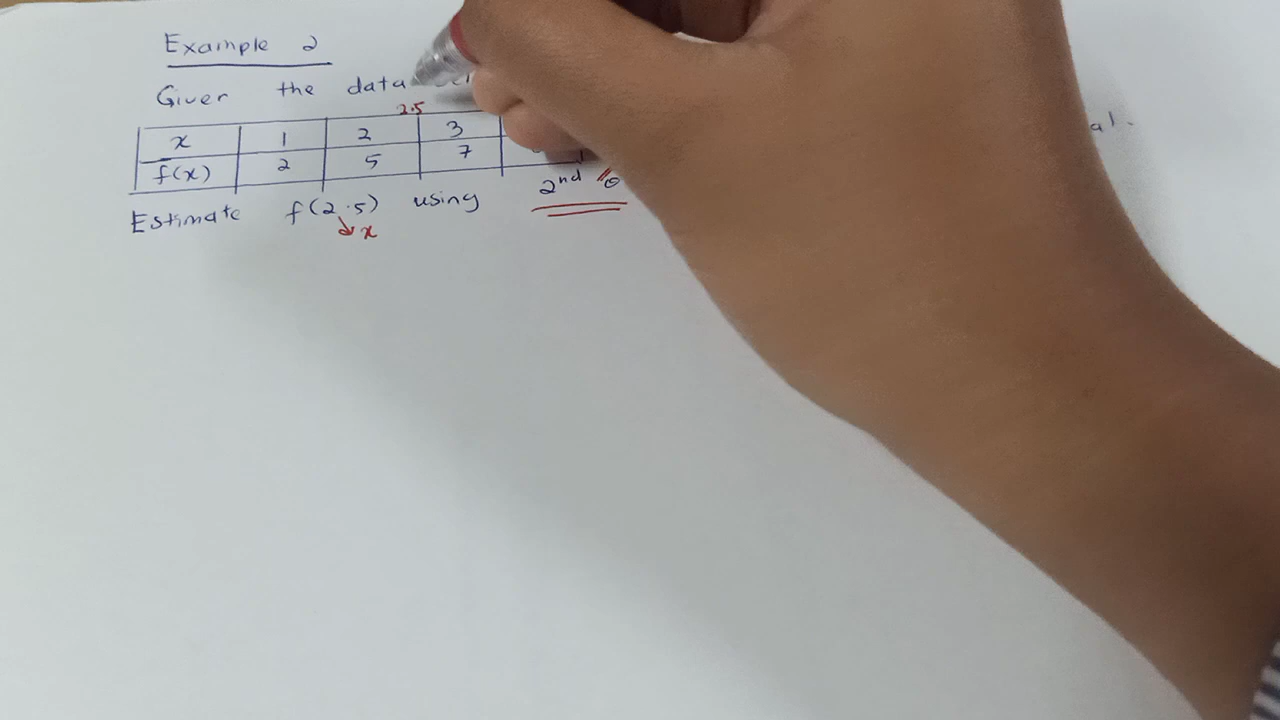 Example 2
Given the data
2.5
x 1 2 3
f(x) 2 5 7
Estimate f(2.5) using 2nd
x